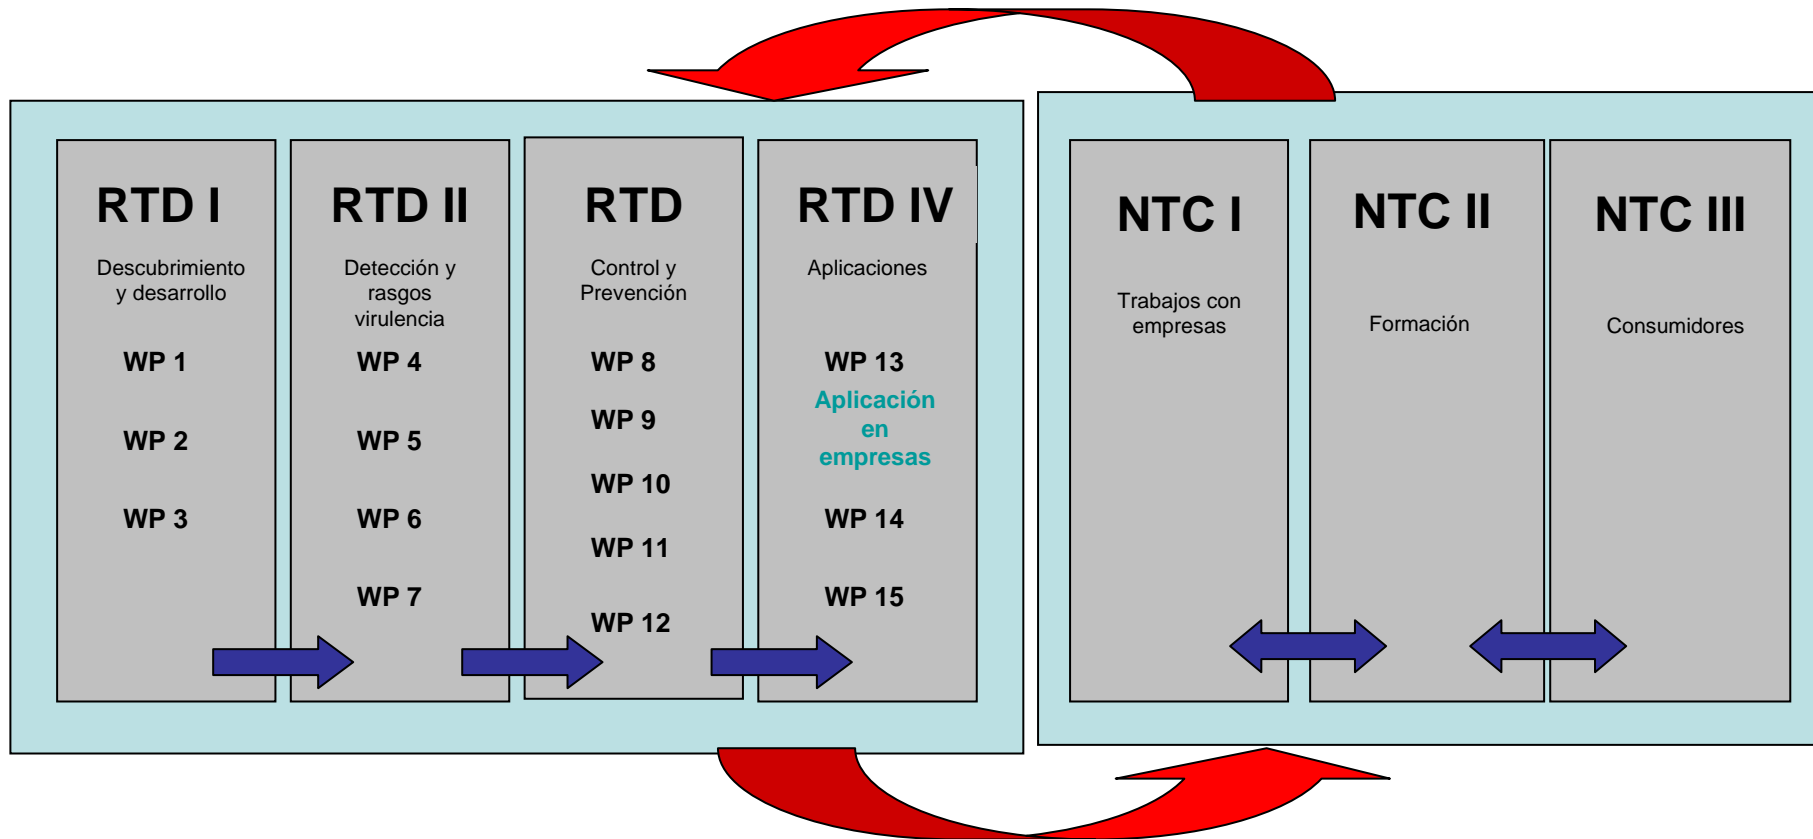 RTD I
Descubrimiento
y desarrollo
WP 1
WP 2
WP 3
RTD II
Detección y
rasgos
virulencia
WP 4
WP 5
WP 6
WP 7
RTD
Control y
Prevención
WP 8
WP 9
WP 10
WP 11
WP 12
RTD IV
Aplicaciones
WP 13
Aplicación
en
empresas
WP 14
WP 15
NTC I
Trabajos con
empresas
NTC II
Formación
NTC III
Consumidores